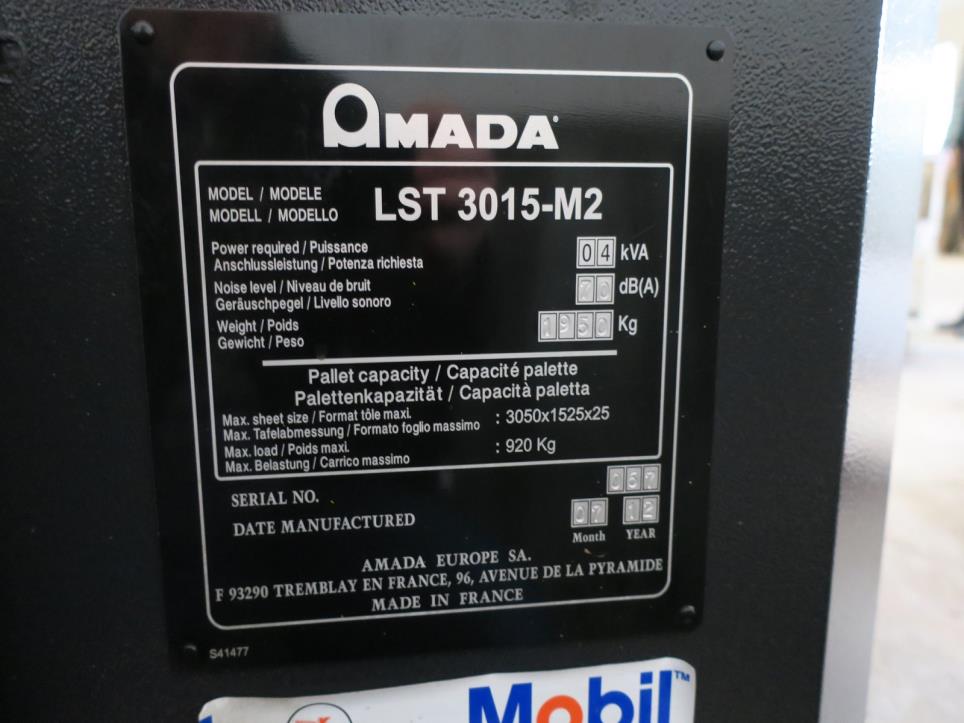 AMADA
MODEL / MODELE
MODELL / MODELLO LST 3015-M2
Power required / Puissance
Anschlussleistung / Potenza richiesta 04 kVA
Noise level / Niveau de bruit
Geräuschpegel / Livello sonoro 70 dB(A)
Weight / Poids
Gewicht / Peso 1950 Kg
Pallet capacity / Capacité palette
Palettenkapazität / Capacità paletta
Max. sheet size / Format tôle maxi.
Max. Tafelabmessung / Formato foglio massimo : 3050x1525x25
Max. load / Poids maxi.
Max. Belastung / Carrico massimo : 920 Kg
SERIAL NO. 057
DATE MANUFACTURED 07 12
Month YEAR
AMADA EUROPE SA.
F 93290 TREMBLAY EN FRANCE, 96, AVENUE DE LA PYRAMIDE
MADE IN FRANCE
S41477
Mobil™